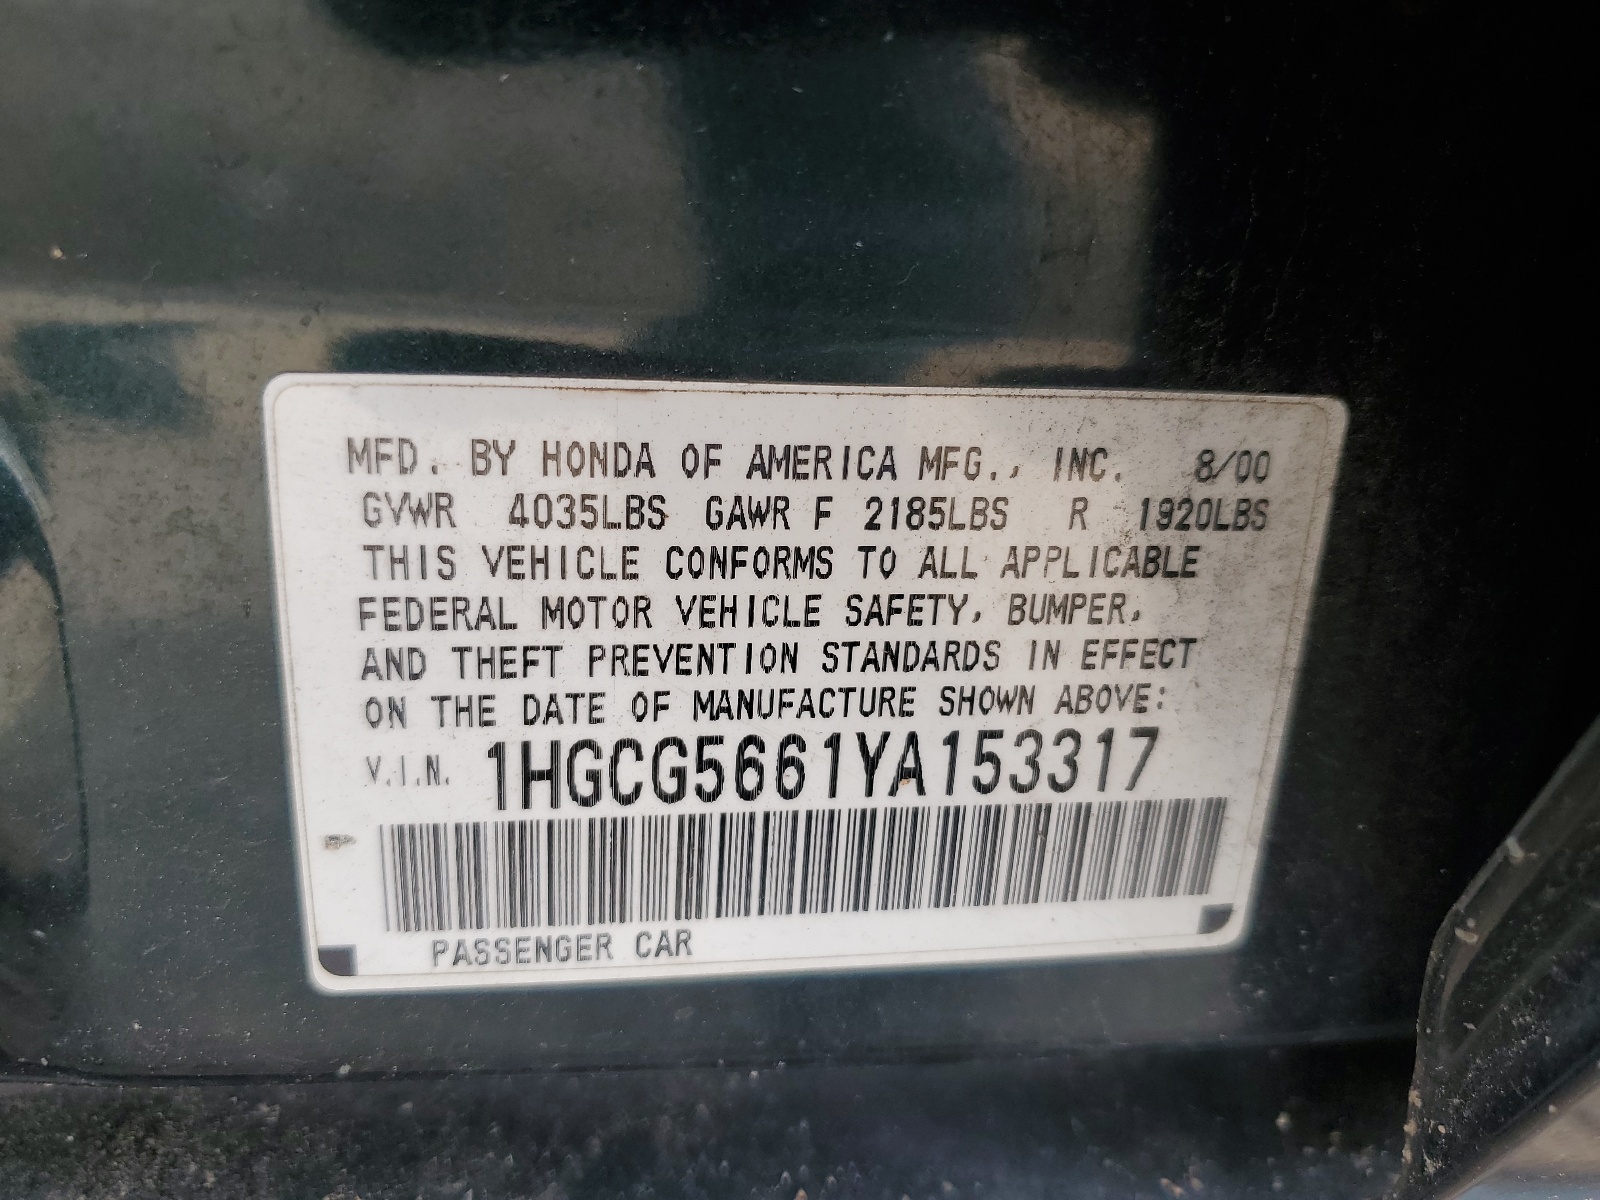 MFD. BY HONDA OF AMERICA MFG., INC. 8/00
GVWR 4035LBS GAWR F 2185LBS R 1920LBS
THIS VEHICLE CONFORMS TO ALL APPLICABLE
FEDERAL MOTOR VEHICLE SAFETY, BUMPER,
AND THEFT PREVENTION STANDARDS IN EFFECT
ON THE DATE OF MANUFACTURE SHOWN ABOVE:
V.I.N. 1HGCG5661YA153317
PASSENGER CAR